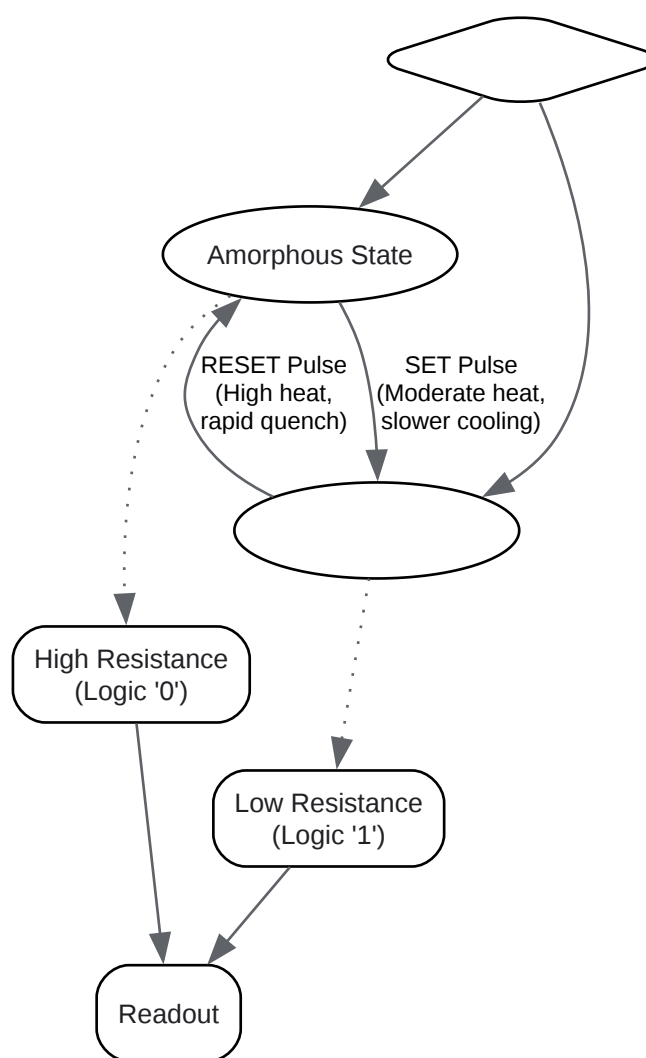 Amorphous State
RESET Pulse
(High heat,
rapid quench)
SET Pulse
(Moderate heat,
slower cooling)
High Resistance
(Logic '0')
Low Resistance
(Logic '1')
Readout